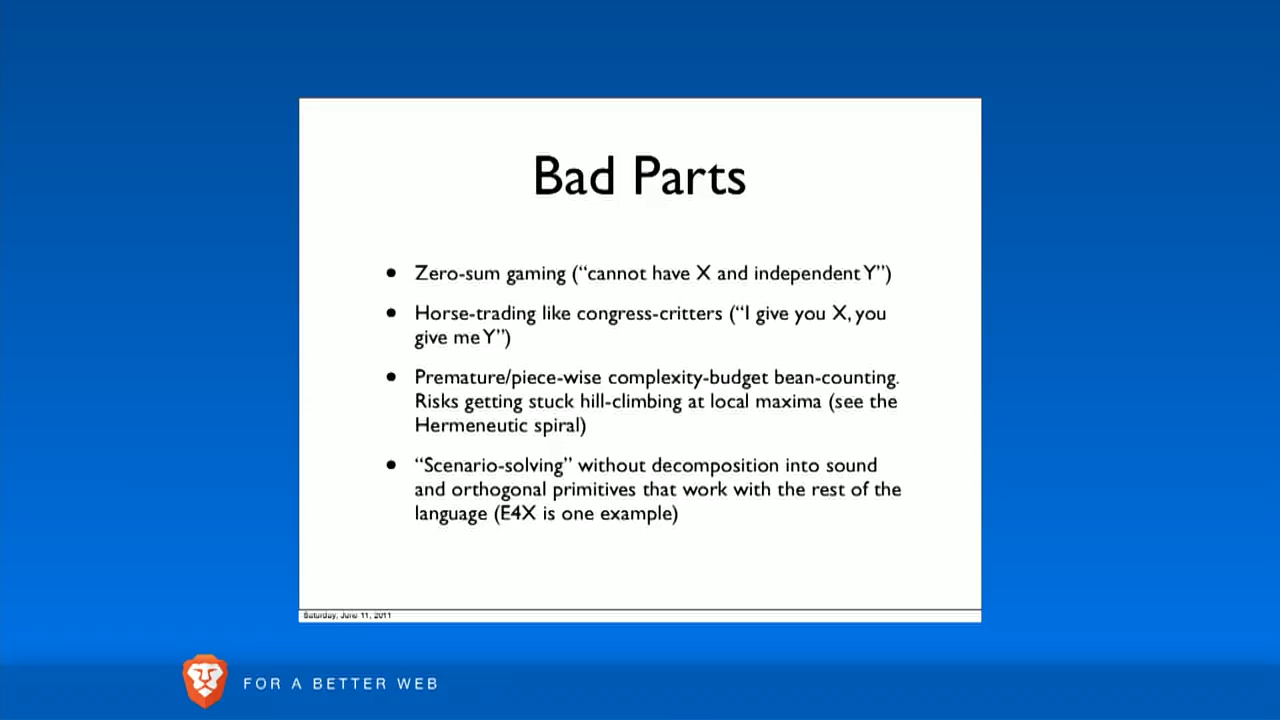 Bad Parts
• Zero-sum gaming (“cannot have X and independent Y”)
• Horse-trading like congress-critters (“I give you X, you
give me Y”)
• Premature/piece-wise complexity-budget bean-counting.
Risks getting stuck hill-climbing at local maxima (see the
Hermeneutic spiral)
• “Scenario-solving” without decomposition into sound
and orthogonal primitives that work with the rest of the
language (E4X is one example)
Saturday, June 11, 2011
FOR A BETTER WEB